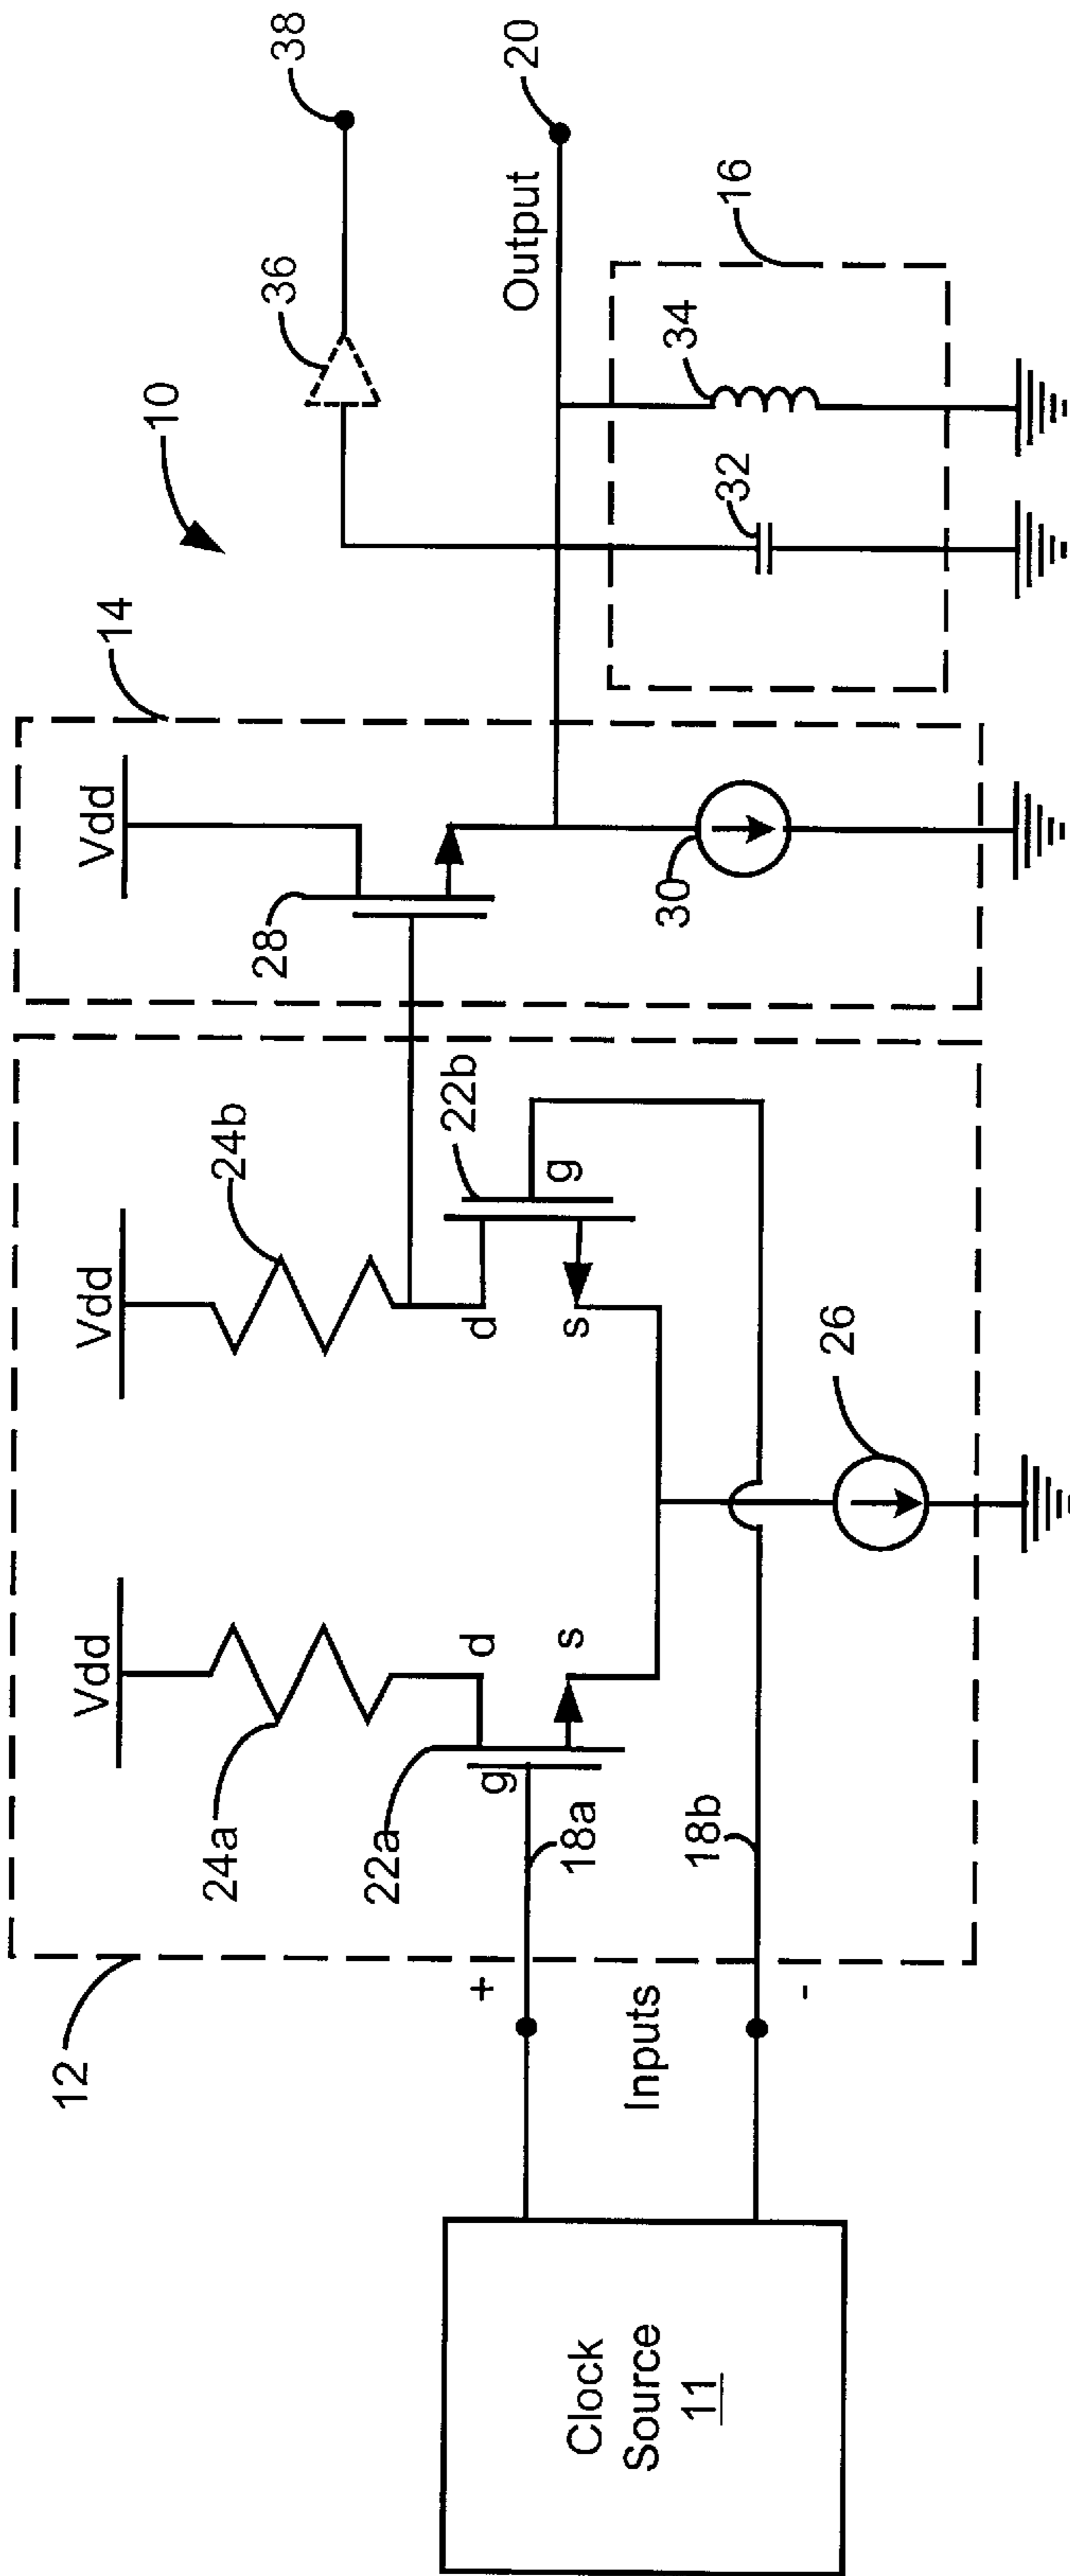 10
38
36
14
Vdd
28
Output
20
16
34
32
30
12
Vdd
24a
22a
d
g
s
Vdd
24b
22b
d
g
s
18a
18b
26
+
Inputs
-
Clock
Source
11